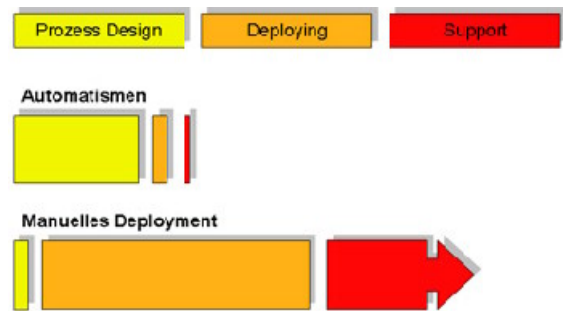 Prozess Design
Deploying
Support
Automatismen
Manuelles Deployment